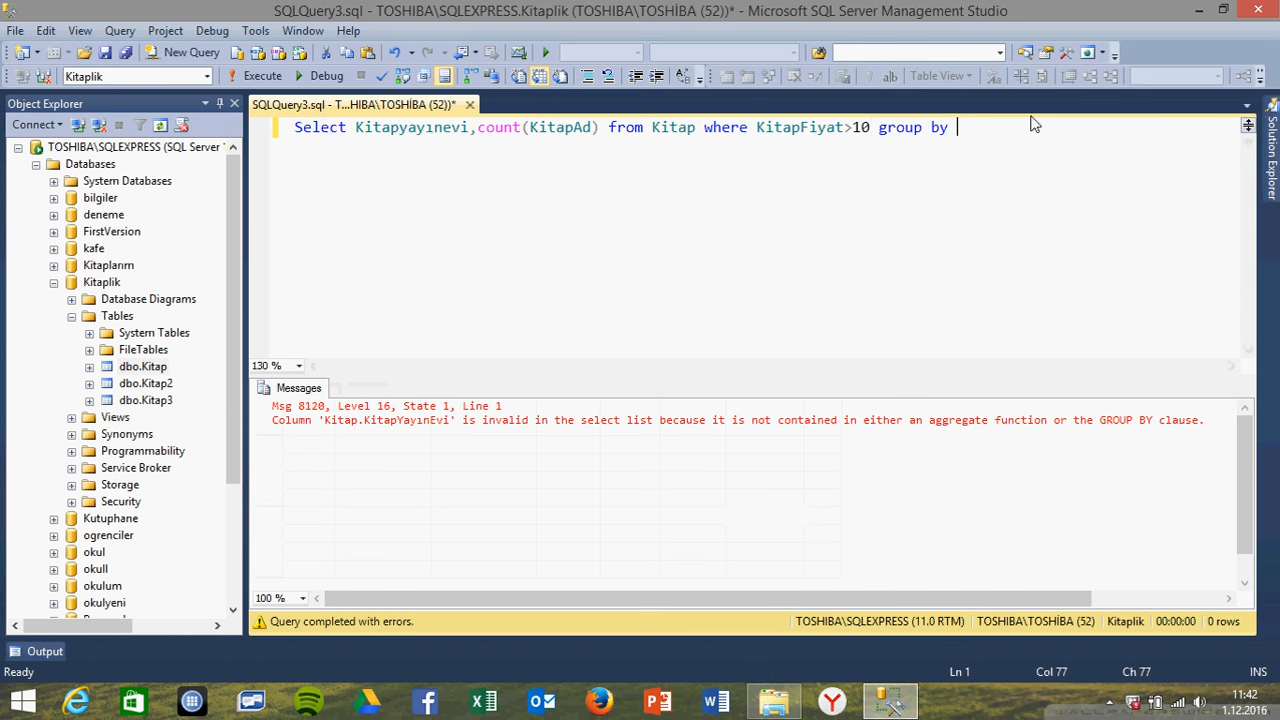 SQLQuery3.sql - TOSHIBA\SQLEXPRESS.Kitaplik (TOSHIBA\TOSHİBA (52))* - Microsoft SQL Server Management Studio
File Edit View Query Project Debug Tools Window Help
New Query
Kitaplik Execute Debug Table View
Object Explorer
SQLQuery3.sql - T...HIBA\TOSHİBA (52))*
Connect
Select Kitapyayınevi,count(KitapAd) from Kitap where KitapFiyat>10 group by
Solution Explorer
TOSHIBA\SQLEXPRESS (SQL Server
Databases
System Databases
bilgiler
deneme
FirstVersion
kafe
Kitaplarım
Kitaplik
Database Diagrams
Tables
System Tables
FileTables
dbo.Kitap
dbo.Kitap2
dbo.Kitap3
Views
Synonyms
Programmability
Service Broker
Storage
Security
Kutuphane
ogrenciler
okul
okull
okulum
okulyeni
130 %
Messages
Msg 8120, Level 16, State 1, Line 1
Column 'Kitap.KitapYayınEvi' is invalid in the select list because it is not contained in either an aggregate function or the GROUP BY clause.
100 %
Query completed with errors. TOSHIBA\SQLEXPRESS (11.0 RTM) TOSHIBA\TOSHİBA (52) Kitaplik 00:00:00 0 rows
Output
Ready Ln 1 Col 77 Ch 77 INS
11:42
1.12.2016